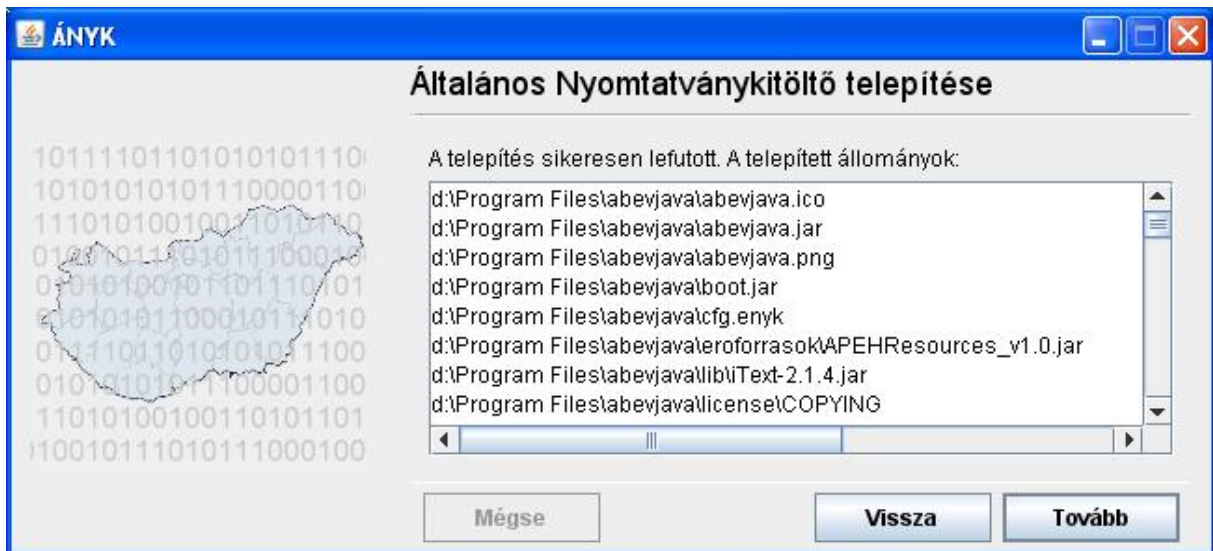 ÁNYK
Általános Nyomtatványkitöltő telepítése
A telepítés sikeresen lefutott. A telepített állományok:
d:\Program Files\abevjava\abevjava.ico
d:\Program Files\abevjava\abevjava.jar
d:\Program Files\abevjava\abevjava.png
d:\Program Files\abevjava\boot.jar
d:\Program Files\abevjava\cfg.enyk
d:\Program Files\abevjava\eroforrasok\APEHResources_v1.0.jar
d:\Program Files\abevjava\lib\iText-2.1.4.jar
d:\Program Files\abevjava\license\COPYING
Mégse
Vissza
Tovább